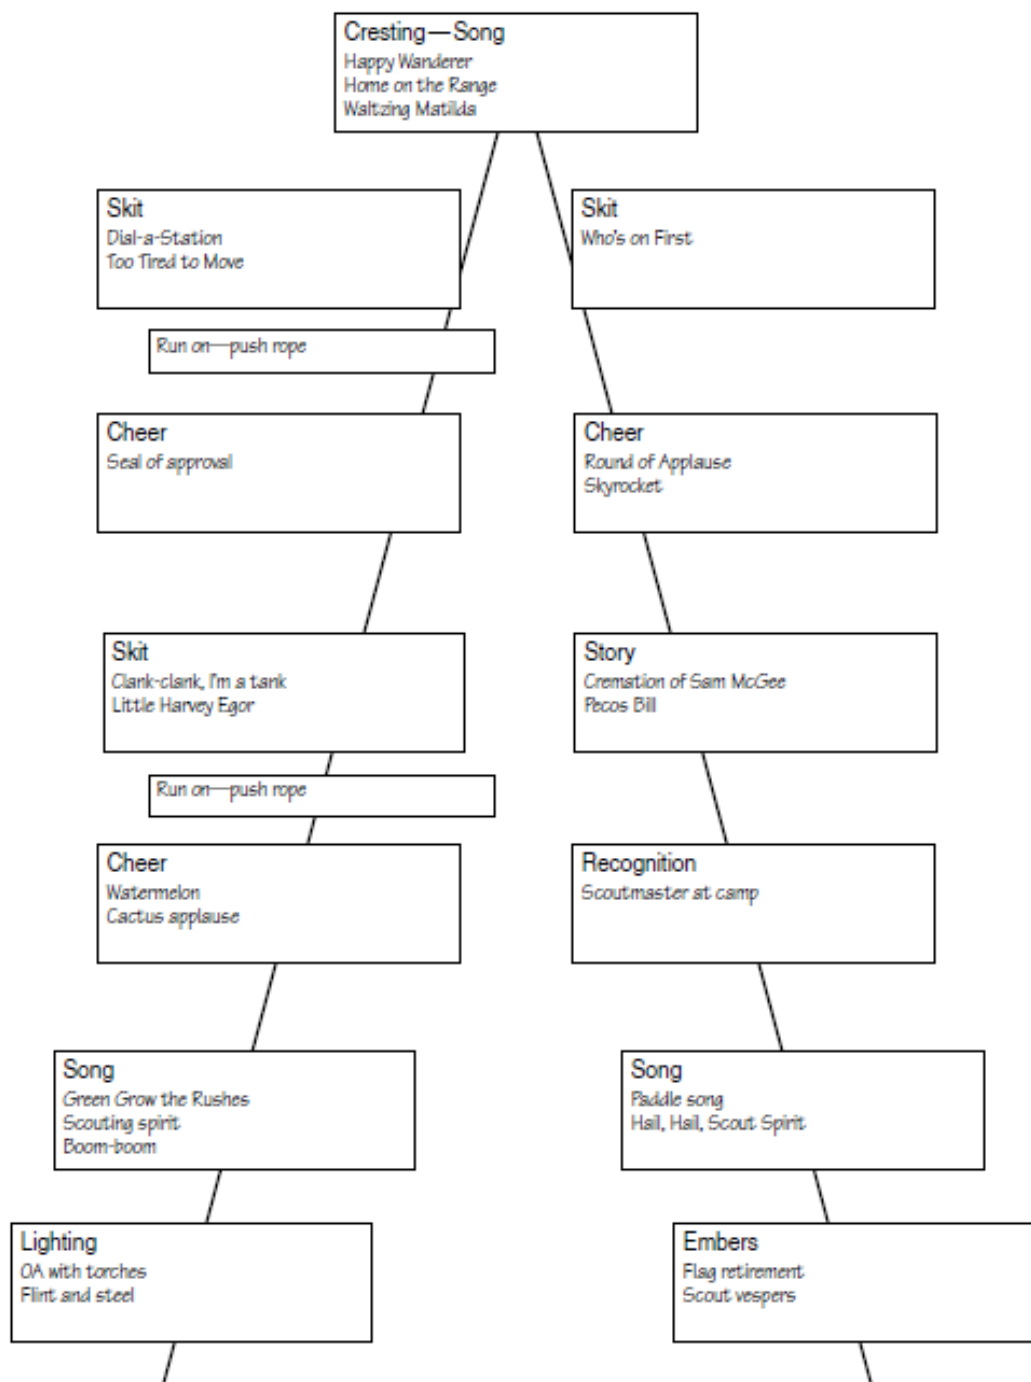 Cresting—Song
Happy Wanderer
Home on the Range
Waltzing Matilda
Skit
Dial-a-Station
Too Tired to Move
Skit
Who's on First
Run on—push rope
Cheer
Seal of approval
Cheer
Round of Applause
Skyrocket
Skit
Clank-clank, I'm a tank
Little Harvey Egor
Story
Cremation of Sam McGee
Pecos Bill
Run on—push rope
Cheer
Watermelon
Cactus applause
Recognition
Scoutmaster at camp
Song
Green Grow the Rushes
Scouting spirit
Boom-boom
Song
Paddle song
Hail, Hail, Scout Spirit
Lighting
OA with torches
Flint and steel
Embers
Flag retirement
Scout vespers